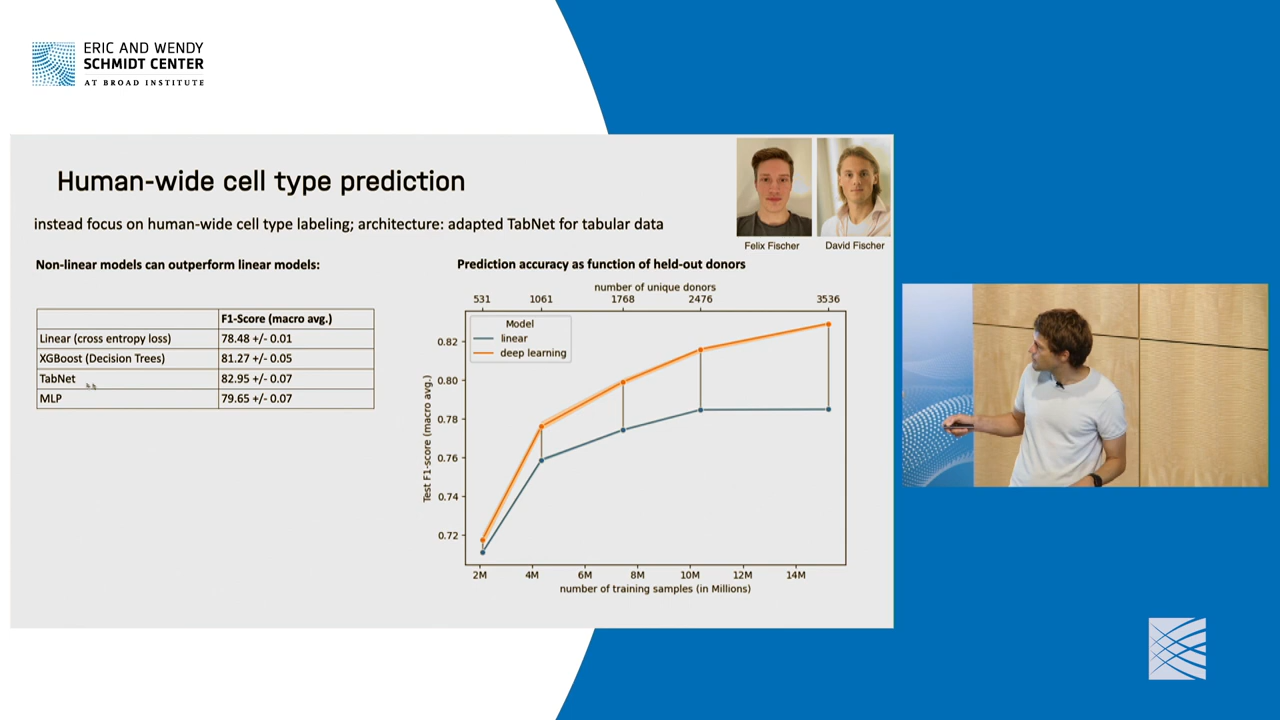 ERIC AND WENDY
SCHMIDT CENTER
AT BROAD INSTITUTE
Human-wide cell type prediction
instead focus on human-wide cell type labeling; architecture: adapted TabNet for tabular data
Felix Fischer
David Fischer
Non-linear models can outperform linear models:
F1-Score (macro avg.)
Linear (cross entropy loss) 78.48 +/- 0.01
XGBoost (Decision Trees) 81.27 +/- 0.05
TabNet 82.95 +/- 0.07
MLP 79.65 +/- 0.07
Prediction accuracy as function of held-out donors
number of unique donors
531 1061 1768 2476 3536
Model
linear
deep learning
Test F1-score (macro avg.)
0.82
0.80
0.78
0.76
0.74
0.72
2M 4M 6M 8M 10M 12M 14M
number of training samples (in Millions)